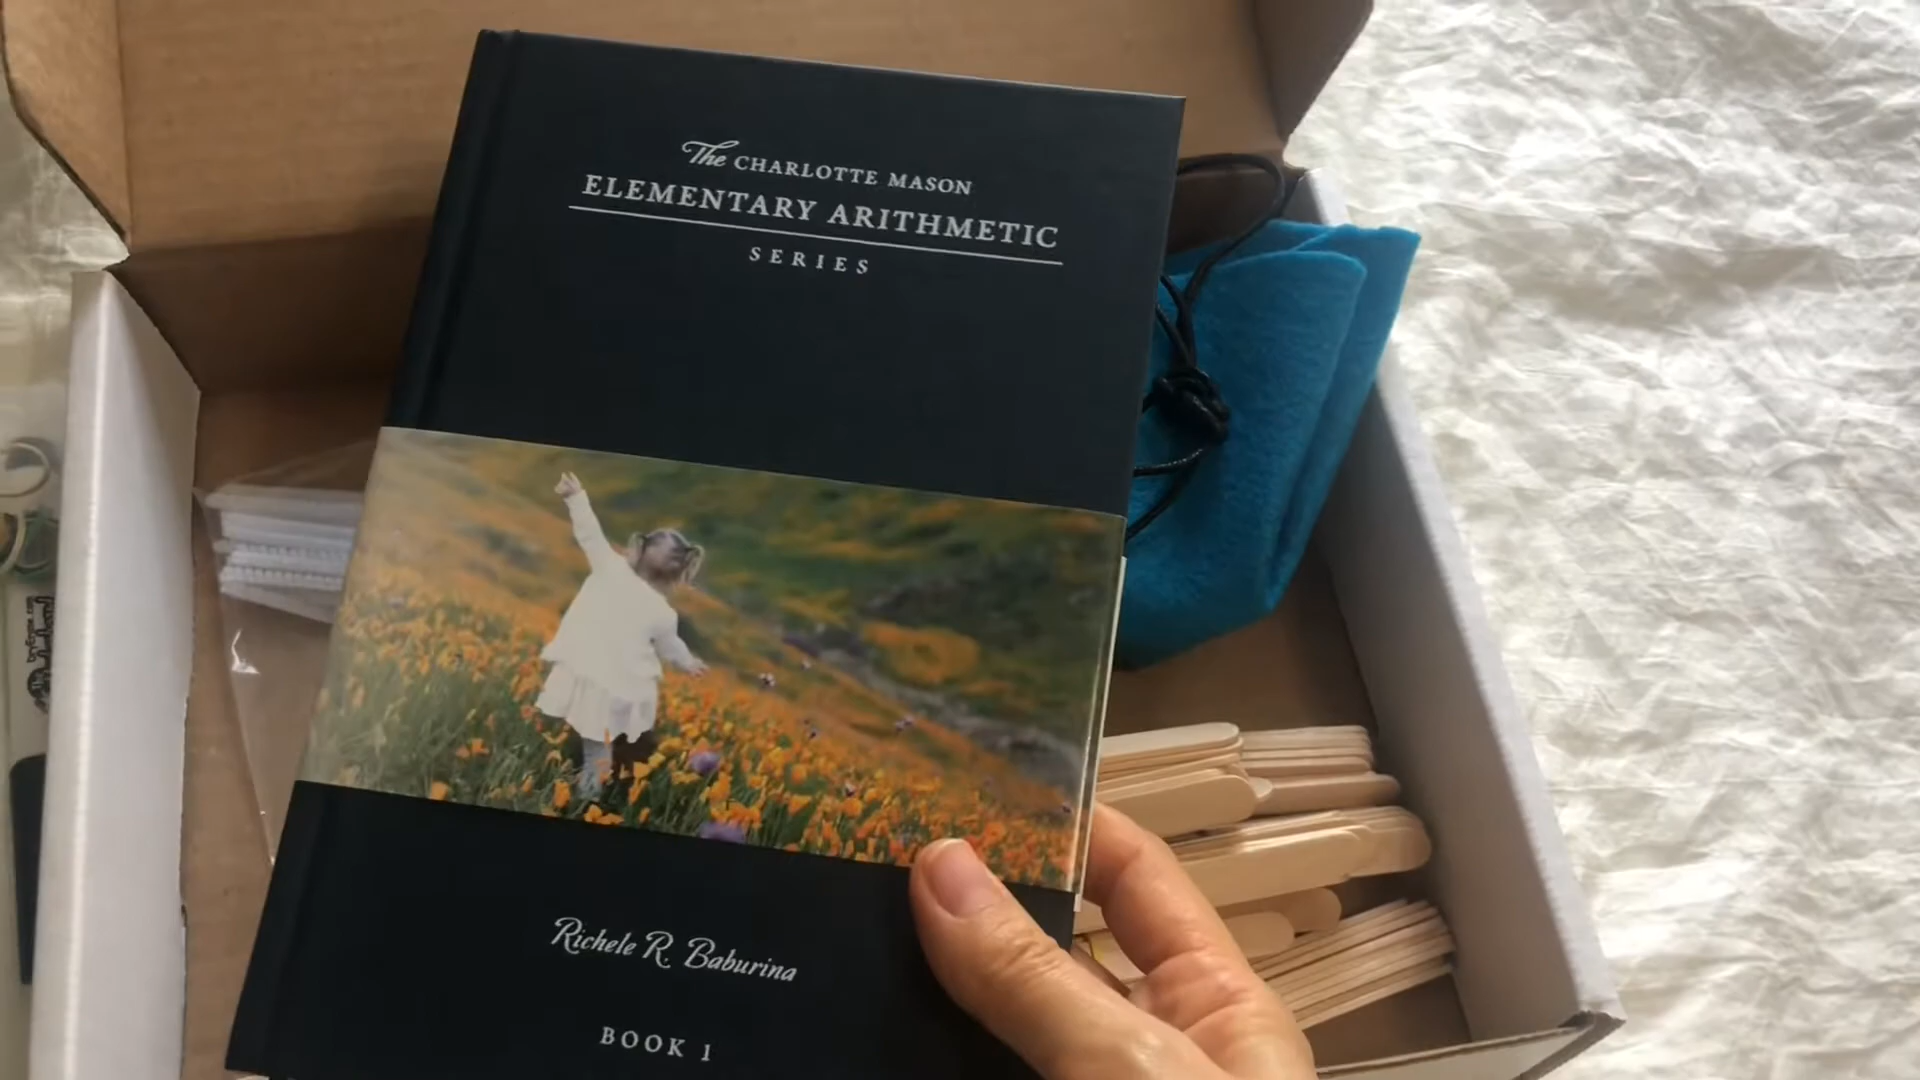 The CHARLOTTE MASON
ELEMENTARY ARITHMETIC
SERIES
Richele R. Baburina
BOOK 1